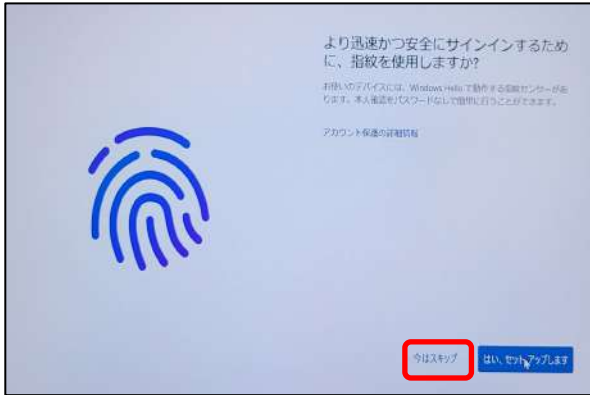 より迅速かつ安全にサインインするため
に、指紋を使用しますか?
お使いのデバイスには、Windows Hello で動作する指紋センサーがあ
ります。本人確認をパスワードなしで簡単に行うことができます。
アカウント保護の詳細情報
今はスキップ
はい、セットアップします